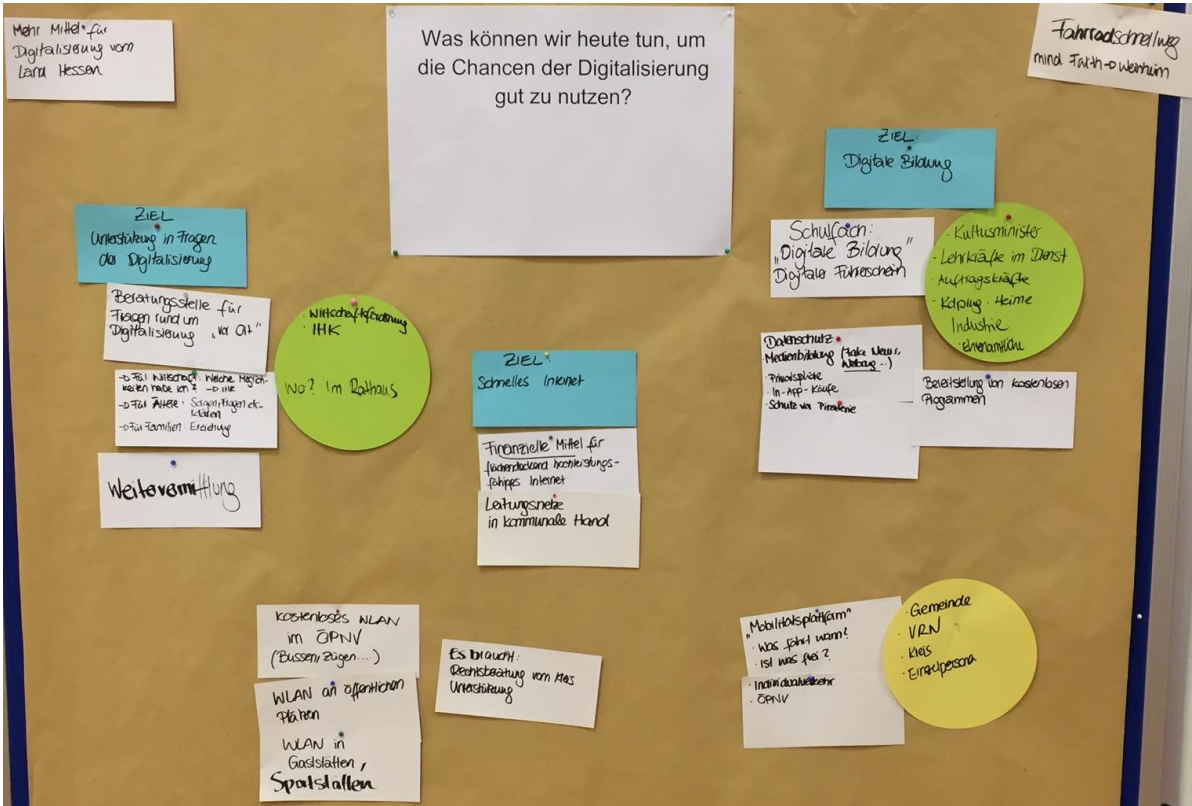 Mehr Mittel für
Digitalisierung vom
Land Hessen
Was können wir heute tun, um
die Chancen der Digitalisierung
gut zu nutzen?
Fahrradschnellweg
mind. Fürth → Weinheim
ZIEL
Unterstützung in Fragen
der Digitalisierung
Beratungsstelle für
Fragen rund um
Digitalisierung "vor Ort"
→ Für Wirtschaft: Welche Möglich-
keiten habe ich? → IHK
→ Für Ältere: Sorgen, Fragen etc.
klären
→ Für Familien: Erziehung
Weitervermittlung
· Wirtschaftsförderung
· IHK
Wo? Im Rathaus
ZIEL:
Schnelles Internet
Finanzielle Mittel für
flächendeckend hochleistungs-
fähiges Internet
Leitungsnetze
in kommunale Hand
ZIEL:
Digitale Bildung
Schulfach:
"Digitale Bildung"
Digitaler Führerschein
· Kultusminister
· Lehrkräfte im Dienst
· Auftragskräfte
· Kolping-Heime
Industrie
· Ehrenamtliche
· Datenschutz
· Medienbildung (Fake News,
Werbung...)
· Privatsphäre
· In-App-Käufe
· Schutz vor Piraterie
Bereitstellung von kostenlosen
Programmen
Kostenloses WLAN
im ÖPNV
(Bussen, Zügen...)
WLAN an öffentlichen
Plätzen
WLAN in
Gaststätten,
Sportstätten
Es braucht:
Rechtsberatung vom Kreis
Unterstützung
"Mobilitätsplattform"
· Was fährt wann?
· Ist was frei?
· Individualverkehr
· ÖPNV
· Gemeinde
· VRN
· Kreis
· Einzelperson